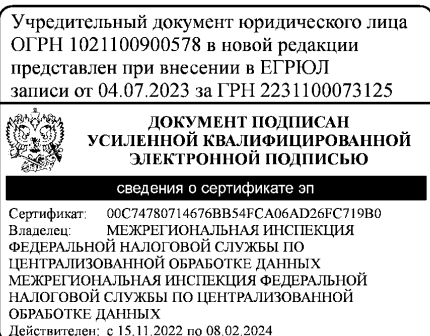 Учредительный документ юридического лица
ОГРН 1021100900578 в новой редакции
представлен при внесении в ЕГРЮЛ
записи от 04.07.2023 за ГРН 2231100073125
ДОКУМЕНТ ПОДПИСАН
УСИЛЕННОЙ КВАЛИФИЦИРОВАННОЙ
ЭЛЕКТРОННОЙ ПОДПИСЬЮ
сведения о сертификате эп
Сертификат: 00C74780714676BB54FCA06AD26FC719B0
Владелец: МЕЖРЕГИОНАЛЬНАЯ ИНСПЕКЦИЯ
ФЕДЕРАЛЬНОЙ НАЛОГОВОЙ СЛУЖБЫ ПО
ЦЕНТРАЛИЗОВАННОЙ ОБРАБОТКЕ ДАННЫХ
МЕЖРЕГИОНАЛЬНАЯ ИНСПЕКЦИЯ ФЕДЕРАЛЬНОЙ
НАЛОГОВОЙ СЛУЖБЫ ПО ЦЕНТРАЛИЗОВАННОЙ
ОБРАБОТКЕ ДАННЫХ
Действителен: с 15.11.2022 по 08.02.2024